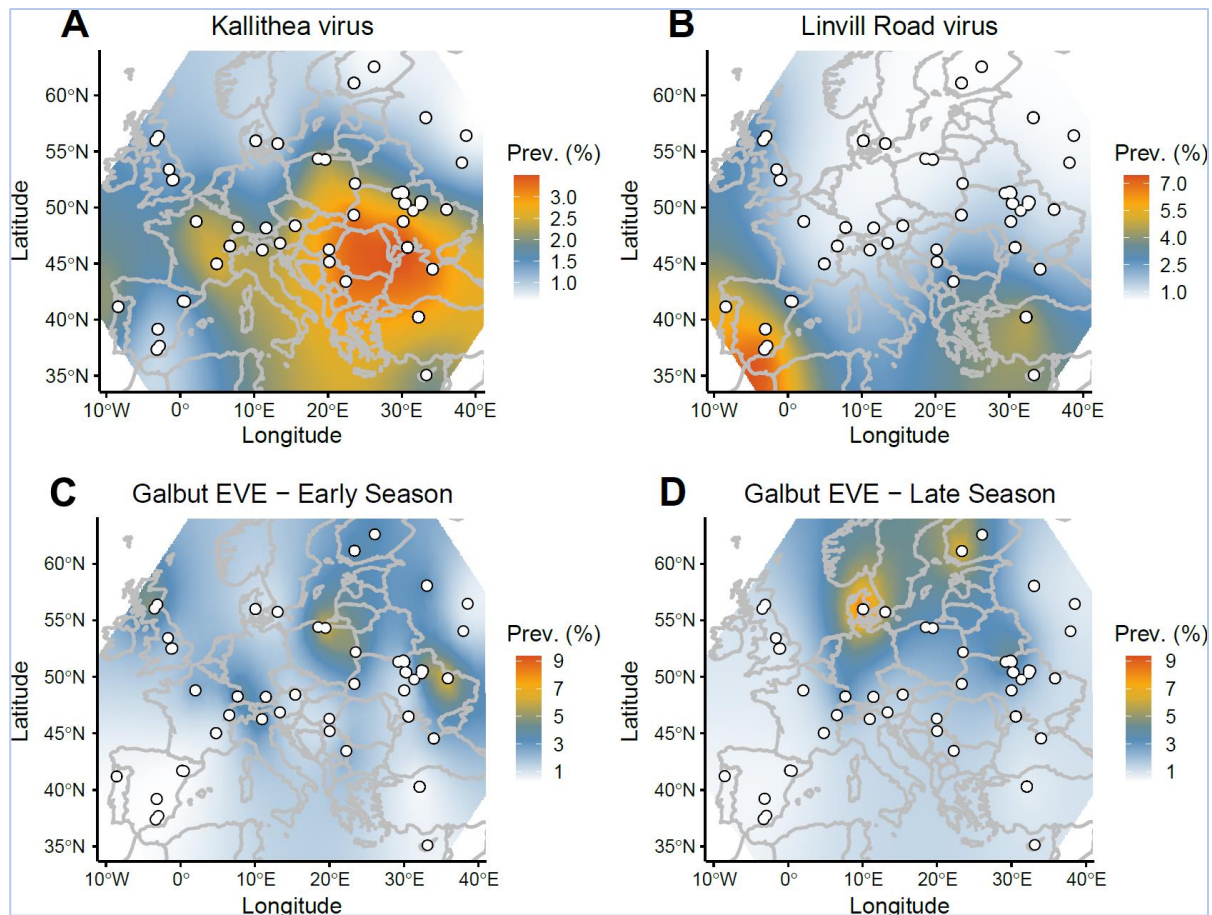 A Kallithea virus
60°N
55°N
50°N
45°N
40°N
35°N
Latitude
10°W 0° 10°E 20°E 30°E 40°E
Longitude
Prev. (%)
3.0
2.5
2.0
1.5
1.0
B Linvill Road virus
60°N
55°N
50°N
45°N
40°N
35°N
Latitude
10°W 0° 10°E 20°E 30°E 40°E
Longitude
Prev. (%)
7.0
5.5
4.0
2.5
1.0
C Galbut EVE − Early Season
60°N
55°N
50°N
45°N
40°N
35°N
Latitude
10°W 0° 10°E 20°E 30°E 40°E
Longitude
Prev. (%)
9
7
5
3
1
D Galbut EVE − Late Season
60°N
55°N
50°N
45°N
40°N
35°N
Latitude
10°W 0° 10°E 20°E 30°E 40°E
Longitude
Prev. (%)
9
7
5
3
1